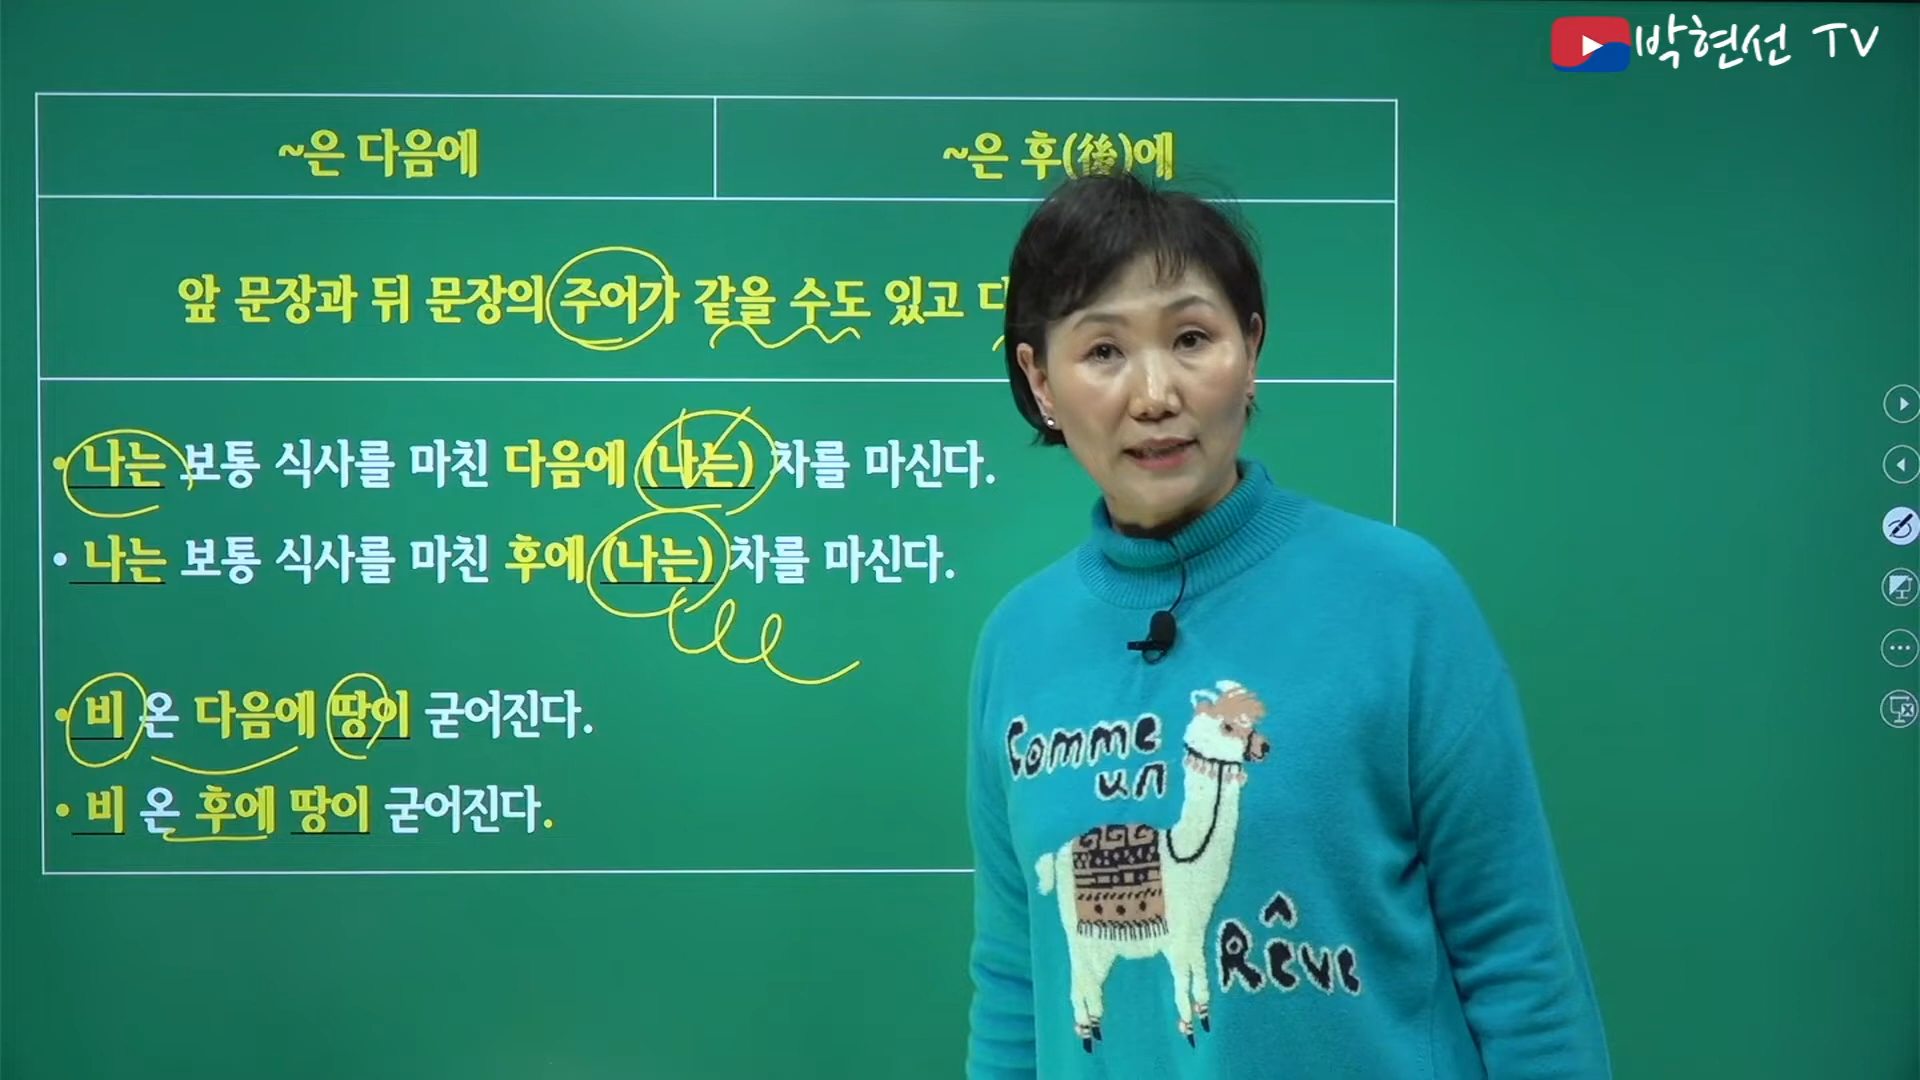 박현선 TV
~은 다음에
~은 후(後)에
앞 문장과 뒤 문장의 주어가 같을 수도 있고
• 나는 보통 식사를 마친 다음에 (나는) 차를 마신다.
• 나는 보통 식사를 마친 후에 (나는) 차를 마신다.
• 비 온 다음에 땅이 굳어진다.
• 비 온 후에 땅이 굳어진다.
Comme
un
Rêve